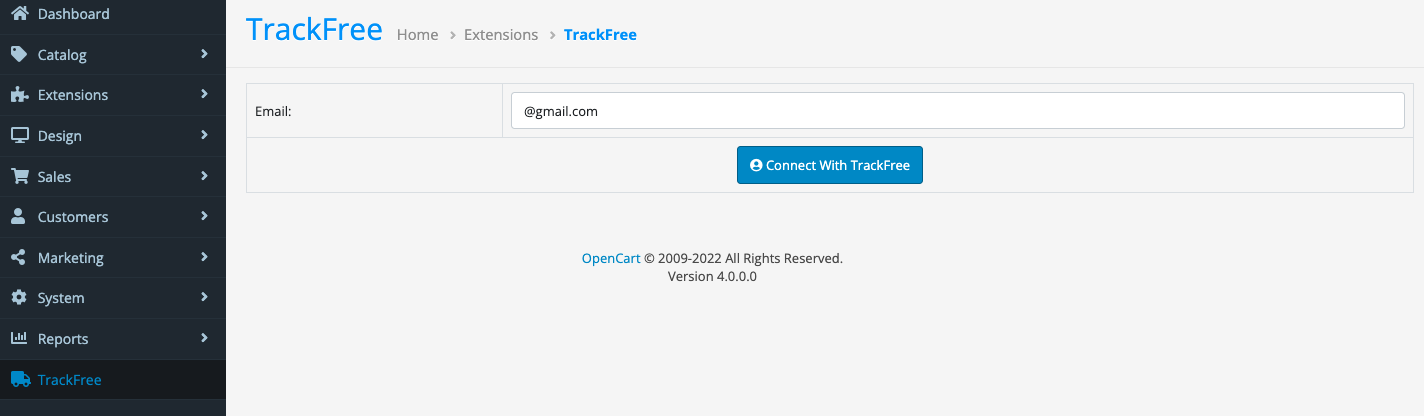 Dashboard
Catalog
Extensions
Design
Sales
Customers
Marketing
System
Reports
TrackFree
TrackFree Home Extensions TrackFree
Email: @gmail.com
Connect With TrackFree
OpenCart © 2009-2022 All Rights Reserved.
Version 4.0.0.0